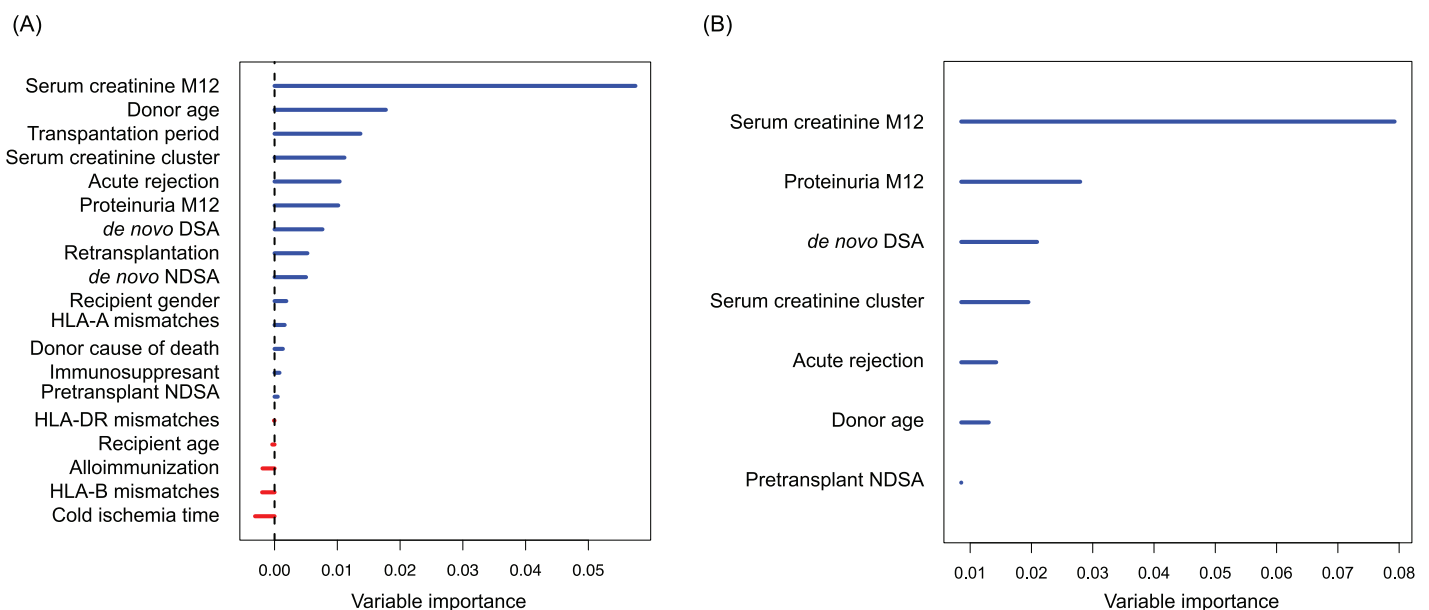 (A)
Serum creatinine M12
Donor age
Transpantation period
Serum creatinine cluster
Acute rejection
Proteinuria M12
de novo DSA
Retransplantation
de novo NDSA
Recipient gender
HLA-A mismatches
Donor cause of death
Immunosuppresant
Pretransplant NDSA
HLA-DR mismatches
Recipient age
Alloimmunization
HLA-B mismatches
Cold ischemia time
0.00 0.01 0.02 0.03 0.04 0.05
Variable importance
(B)
Serum creatinine M12
Proteinuria M12
de novo DSA
Serum creatinine cluster
Acute rejection
Donor age
Pretransplant NDSA
0.01 0.02 0.03 0.04 0.05 0.06 0.07 0.08
Variable importance